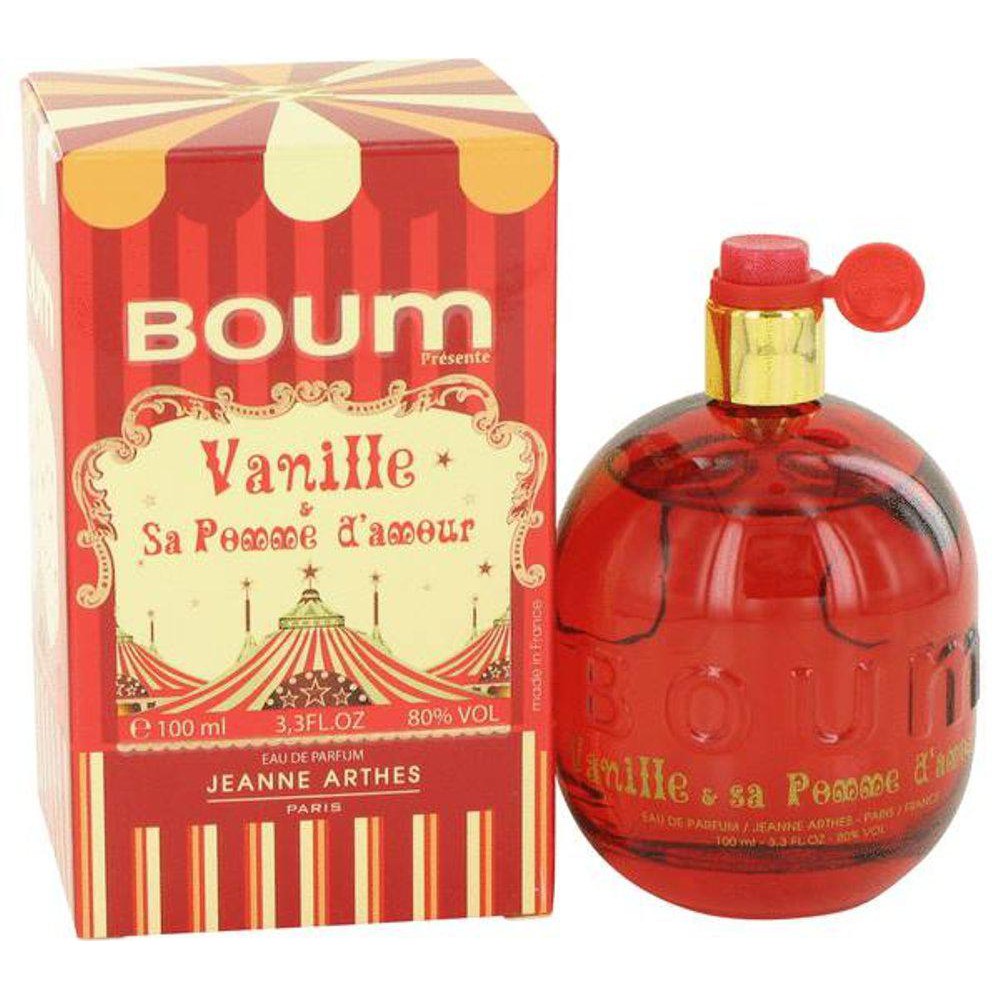 BOUM
Présente
Vanille
&
Sa Pomme d'amour
made in France
e 100 ml 3,3FL.OZ 80% VOL
EAU DE PARFUM
JEANNE ARTHES
PARIS
BOUM
Vanille & sa Pomme d'amour
EAU DE PARFUM / JEANNE ARTHES - PARIS / FRANCE
100 ml - 3,3 FL.OZ - 80% VOL